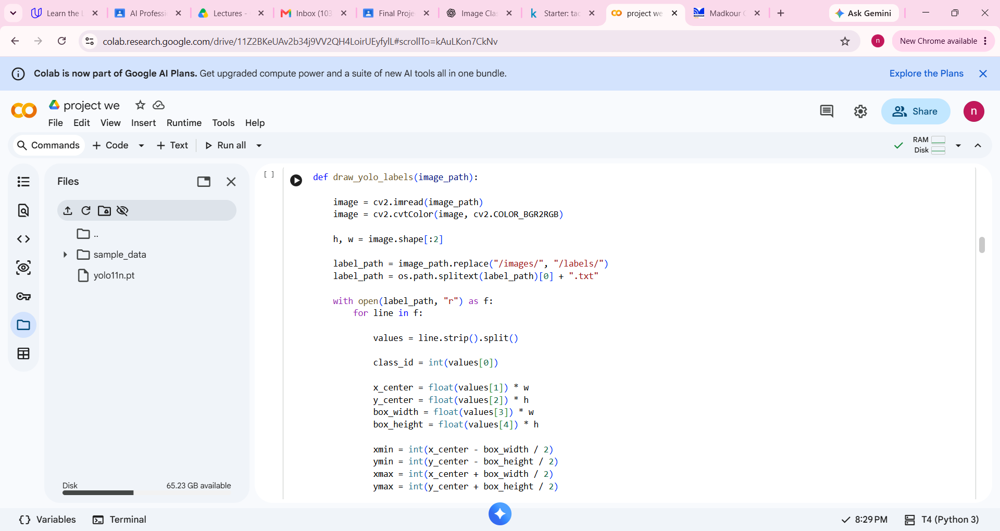 Learn the L
AI Professi
Lectures -
Inbox (103
Final Proje
Image Clas
Starter: tac
project we
Madkour C
Ask Gemini
colab.research.google.com/drive/11Z2BKeUAv2b34j9VV2QH4LoirUEyfylL#scrollTo=kAuLKon7CkNv
n
New Chrome available
Colab is now part of Google AI Plans. Get upgraded compute power and a suite of new AI tools all in one bundle.
Explore the Plans
project we
Share
n
File Edit View Insert Runtime Tools Help
Commands + Code + Text Run all
RAM
Disk
Files
..
sample_data
yolo11n.pt
Disk 65.23 GB available
[ ]
def draw_yolo_labels(image_path):
image = cv2.imread(image_path)
image = cv2.cvtColor(image, cv2.COLOR_BGR2RGB)
h, w = image.shape[:2]
label_path = image_path.replace("/images/", "/labels/")
label_path = os.path.splitext(label_path)[0] + ".txt"
with open(label_path, "r") as f:
for line in f:
values = line.strip().split()
class_id = int(values[0])
x_center = float(values[1]) * w
y_center = float(values[2]) * h
box_width = float(values[3]) * w
box_height = float(values[4]) * h
xmin = int(x_center - box_width / 2)
ymin = int(y_center - box_height / 2)
xmax = int(x_center + box_width / 2)
ymax = int(y_center + box_height / 2)
{} Variables
Terminal
8:29 PM
T4 (Python 3)